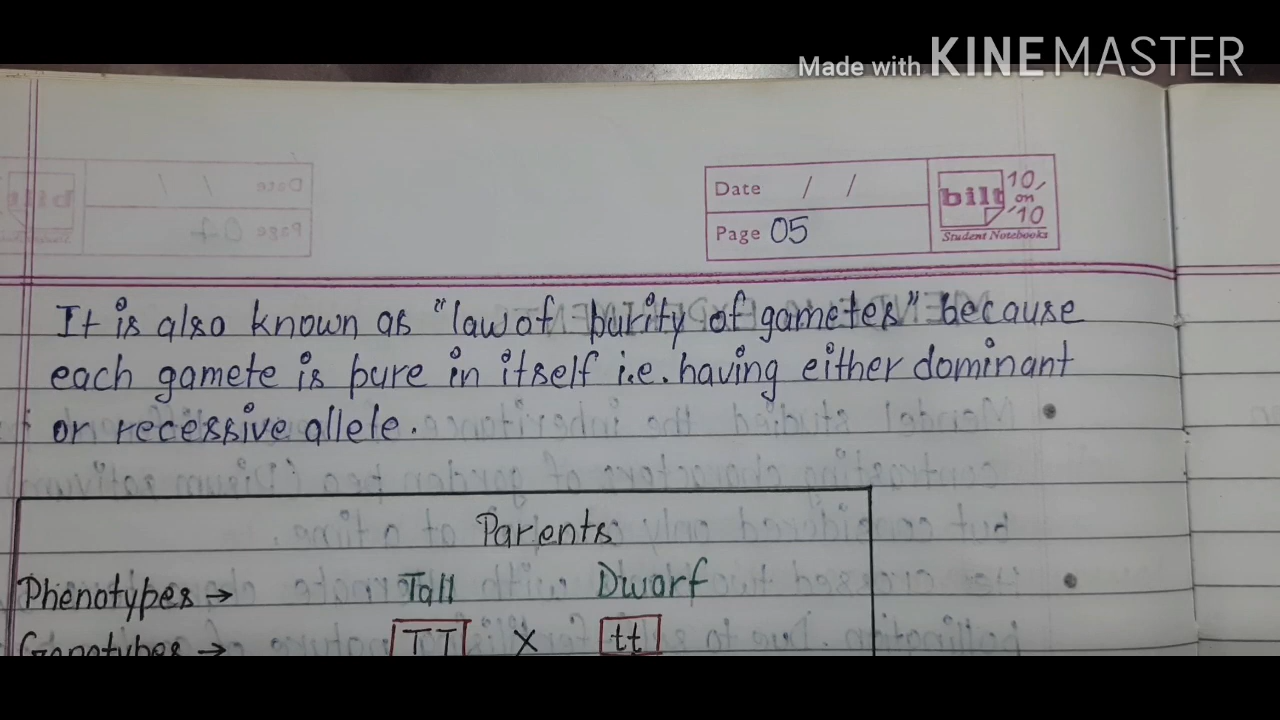 Made with KINEMASTER
Date / /
Page 05
bilt 10 on 10
Student Notebooks
It is also known as "law of purity of gametes" because
each gamete is pure in itself i.e. having either dominant
or recessive allele.
Parents
Phenotypes → Tall Dwarf
Genotypes → TT X tt